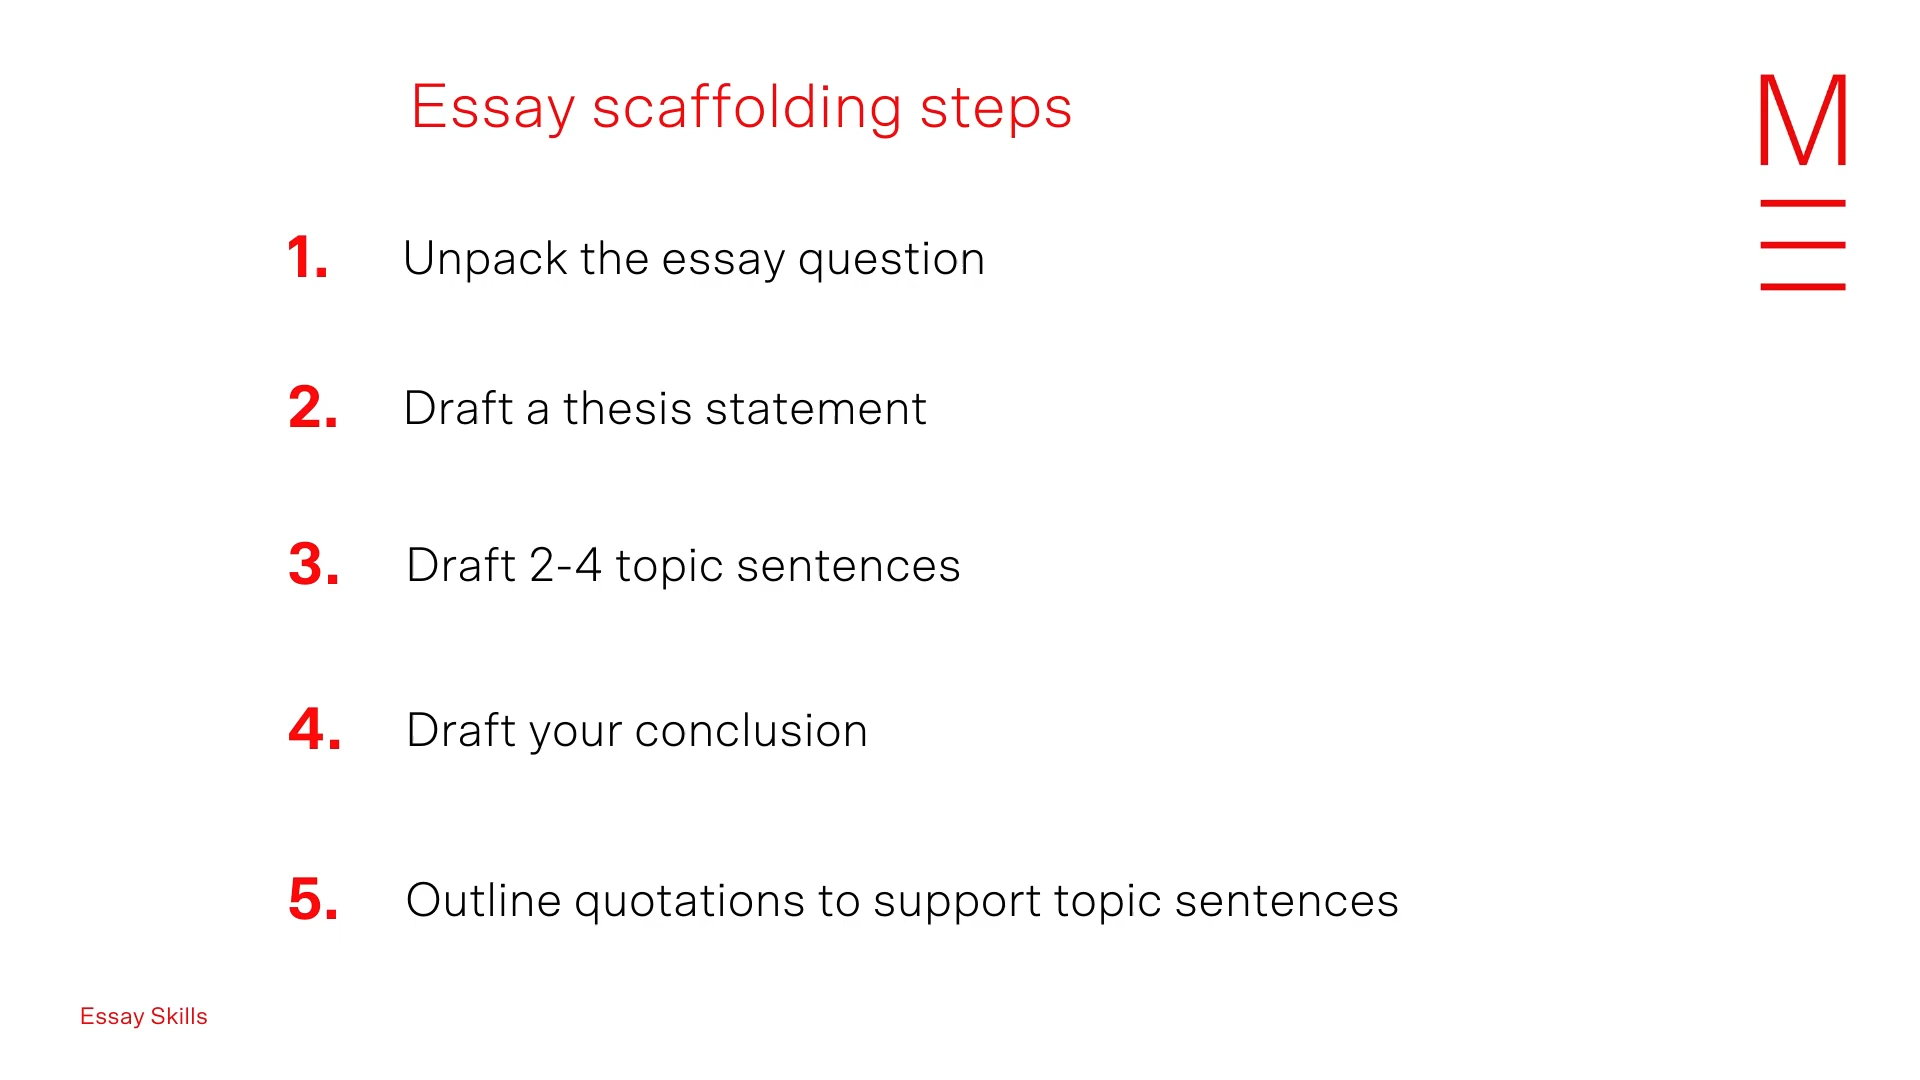 Essay scaffolding steps
M
1. Unpack the essay question
2. Draft a thesis statement
3. Draft 2-4 topic sentences
4. Draft your conclusion
5. Outline quotations to support topic sentences
Essay Skills